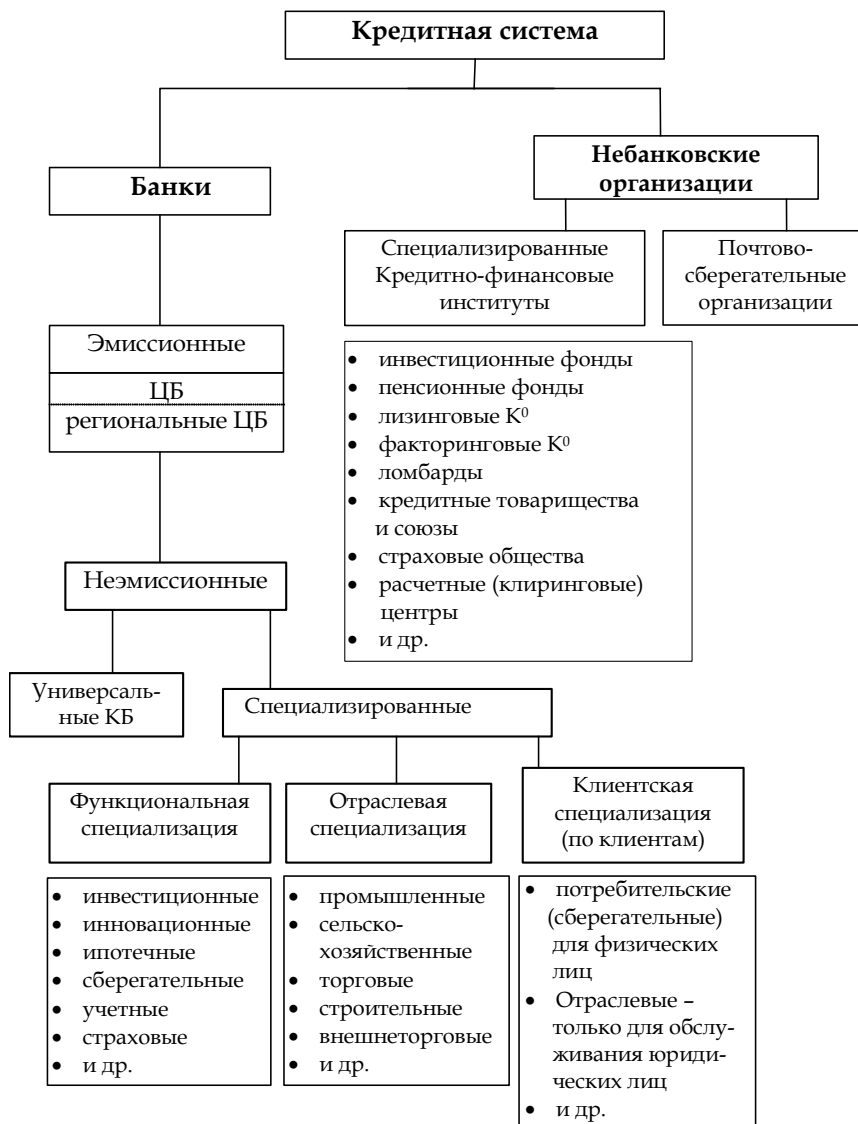 Кредитная система
Банки
Небанковские
организации
Специализированные
Кредитно-финансовые
институты
Почтово-
сберегательные
организации
Эмиссионные
ЦБ
региональные ЦБ
• инвестиционные фонды
• пенсионные фонды
• лизинговые К⁰
• факторинговые К⁰
• ломбарды
• кредитные товарищества
и союзы
• страховые общества
• расчетные (клиринговые)
центры
• и др.
Неэмиссионные
Универсаль-
ные КБ
Специализированные
Функциональная
специализация
Отраслевая
специализация
Клиентская
специализация
(по клиентам)
• инвестиционные
• инновационные
• ипотечные
• сберегательные
• учетные
• страховые
• и др.
• промышленные
• сельско-
хозяйственные
• торговые
• строительные
• внешнеторговые
• и др.
• потребительские
(сберегательные)
для физических
лиц
• Отраслевые –
только для обслу-
живания юриди-
ческих лиц
• и др.